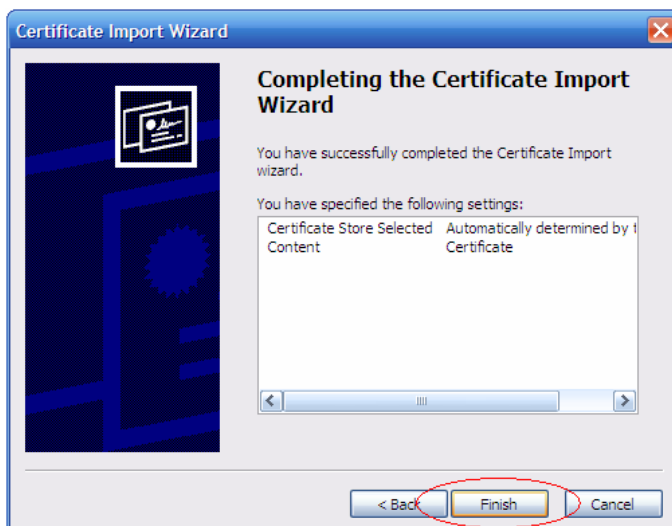 Certificate Import Wizard
Completing the Certificate Import
Wizard
You have successfully completed the Certificate Import
wizard.
You have specified the following settings:
Certificate Store Selected Automatically determined by t
Content Certificate
< Back Finish Cancel